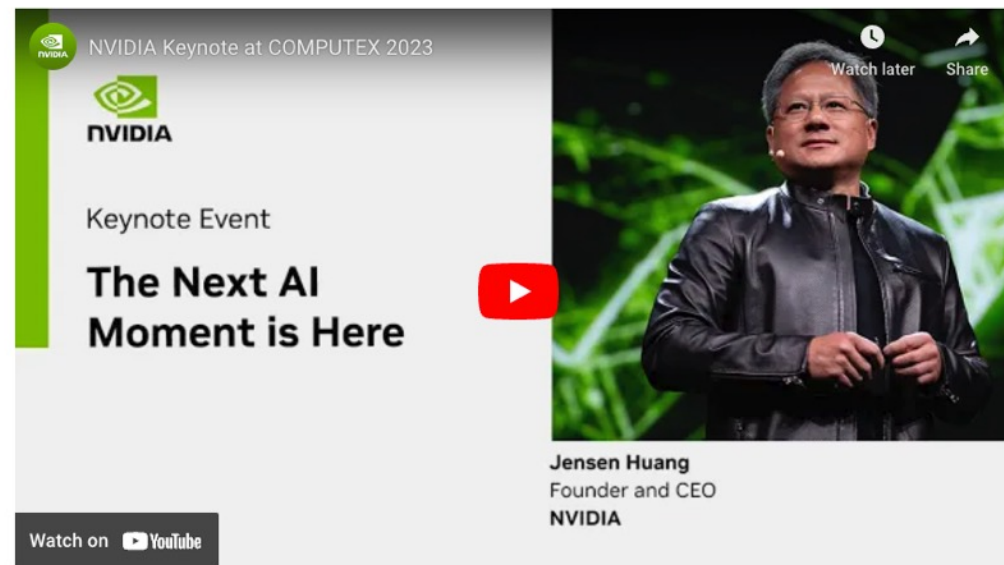 NVIDIA
NVIDIA Keynote at COMPUTEX 2023
Watch later
Share
NVIDIA
Keynote Event
The Next AI
Moment is Here
Jensen Huang
Founder and CEO
NVIDIA
Watch on YouTube